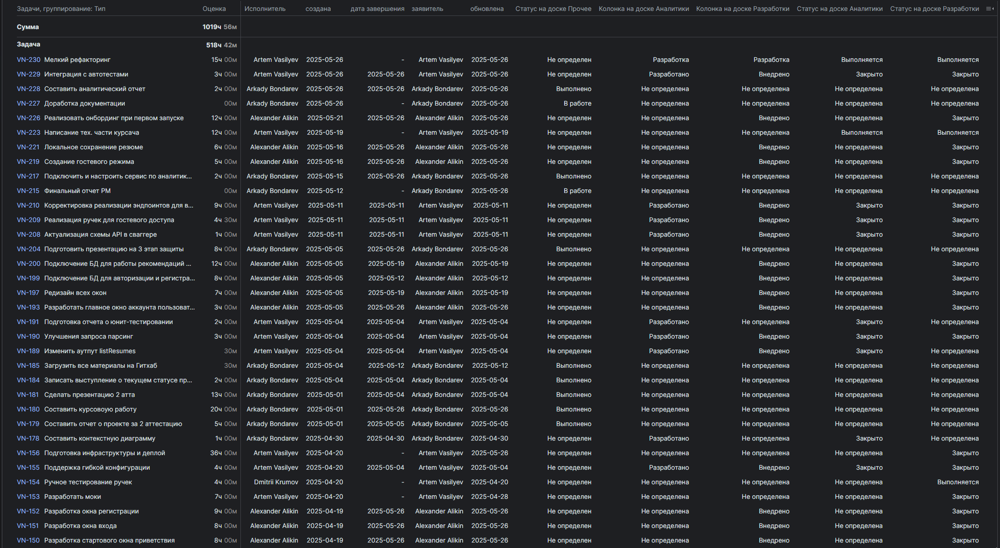 Задачи, группирование: Тип Оценка Исполнитель создана дата завершения заявитель обновлена Статус на доске Прочее Колонка на доске Аналитики Колонка на доске Разработки Статус на доске Аналитики Статус на доске Разработки
Сумма 1019ч 56м
Задача 518ч 42м
VN-230 Мелкий рефакторинг 15ч 00м Artem Vasilyev 2025-05-26 - Artem Vasilyev 2025-05-26 Не определен Разработка Разработка Выполняется Выполняется
VN-229 Интеграция с автотестами 3ч 00м Artem Vasilyev 2025-05-26 2025-05-26 Artem Vasilyev 2025-05-26 Не определен Разработано Внедрено Закрыто Закрыто
VN-228 Составить аналитический отчет 2ч 00м Arkady Bondarev 2025-05-26 2025-05-26 Arkady Bondarev 2025-05-26 Выполнено Не определена Не определена Не определена Не определена
VN-227 Доработка документации 00м Arkady Bondarev 2025-05-26 - Arkady Bondarev 2025-05-26 В работе Не определена Не определена Не определена Не определена
VN-226 Реализовать онбординг при первом запуске 12ч 00м Alexander Alikin 2025-05-21 2025-05-26 Alexander Alikin 2025-05-26 Не определен Не определена Внедрено Не определена Закрыто
VN-223 Написание тех. части курсача 12ч 00м Artem Vasilyev 2025-05-19 - Artem Vasilyev 2025-05-19 Не определен Не определена Не определена Выполняется Выполняется
VN-221 Локальное сохранение резюме 6ч 00м Alexander Alikin 2025-05-16 2025-05-26 Alexander Alikin 2025-05-26 Не определен Не определена Внедрено Не определена Закрыто
VN-219 Создание гостевого режима 5ч 00м Alexander Alikin 2025-05-16 2025-05-26 Alexander Alikin 2025-05-26 Не определен Не определена Внедрено Не определена Закрыто
VN-217 Подключить и настроить сервис по аналитик... 2ч 00м Arkady Bondarev 2025-05-15 2025-05-26 Arkady Bondarev 2025-05-26 Выполнено Не определена Не определена Не определена Не определена
VN-215 Финальный отчет PM 00м Arkady Bondarev 2025-05-12 - Arkady Bondarev 2025-05-26 В работе Не определена Не определена Не определена Не определена
VN-210 Корректировка реализации эндпоинтов для в... 9ч 00м Artem Vasilyev 2025-05-11 2025-05-11 Artem Vasilyev 2025-05-11 Не определен Разработано Внедрено Закрыто Закрыто
VN-209 Реализация ручек для гостевого доступа 4ч 30м Artem Vasilyev 2025-05-11 2025-05-11 Artem Vasilyev 2025-05-11 Не определен Разработано Внедрено Закрыто Закрыто
VN-208 Актуализация схемы API в сваггере 1ч 00м Artem Vasilyev 2025-05-11 2025-05-11 Artem Vasilyev 2025-05-11 Не определен Разработано Внедрено Закрыто Закрыто
VN-204 Подготовить презентацию на 3 этап защиты 8ч 00м Arkady Bondarev 2025-05-05 2025-05-26 Arkady Bondarev 2025-05-26 Выполнено Не определена Не определена Не определена Не определена
VN-200 Подключение БД для работы рекомендаций ... 12ч 00м Alexander Alikin 2025-05-05 2025-05-19 Alexander Alikin 2025-05-19 Не определен Не определена Внедрено Не определена Закрыто
VN-199 Подключение БД для авторизации и регистра... 8ч 00м Alexander Alikin 2025-05-05 2025-05-12 Alexander Alikin 2025-05-12 Не определен Не определена Внедрено Не определена Закрыто
VN-197 Редизайн всех окон 7ч 00м Alexander Alikin 2025-05-05 2025-05-19 Alexander Alikin 2025-05-19 Не определен Не определена Внедрено Не определена Закрыто
VN-193 Разработать главное окно аккаунта пользоват... 3ч 00м Alexander Alikin 2025-05-05 2025-05-26 Alexander Alikin 2025-05-26 Не определен Не определена Внедрено Не определена Закрыто
VN-191 Подготовка отчета о юнит-тестировании 2ч 00м Artem Vasilyev 2025-05-04 2025-05-04 Artem Vasilyev 2025-05-04 Не определен Разработано Не определена Закрыто Не определена
VN-190 Улучшения запроса парсинг 3ч 00м Artem Vasilyev 2025-05-04 2025-05-04 Artem Vasilyev 2025-05-04 Не определен Разработано Внедрено Закрыто Закрыто
VN-189 Изменить аутпут listResumes 30м Artem Vasilyev 2025-05-04 2025-05-04 Artem Vasilyev 2025-05-04 Не определен Разработано Внедрено Закрыто Не определена
VN-185 Загрузить все материалы на Гитхаб 30м Arkady Bondarev 2025-05-04 2025-05-12 Arkady Bondarev 2025-05-12 Выполнено Не определена Не определена Не определена Не определена
VN-184 Записать выступление о текущем статусе пр... 2ч 00м Arkady Bondarev 2025-05-04 2025-05-04 Arkady Bondarev 2025-05-04 Выполнено Не определена Не определена Не определена Не определена
VN-181 Сделать презентацию 2 атта 13ч 00м Arkady Bondarev 2025-05-01 2025-05-04 Arkady Bondarev 2025-05-04 Выполнено Не определена Не определена Не определена Не определена
VN-180 Составить курсовоую работу 20ч 00м Arkady Bondarev 2025-05-01 2025-05-26 Arkady Bondarev 2025-05-26 Выполнено Не определена Не определена Не определена Не определена
VN-179 Составить отчет о проекте за 2 аттестацию 5ч 00м Arkady Bondarev 2025-05-01 2025-05-05 Arkady Bondarev 2025-05-05 Выполнено Не определена Не определена Не определена Не определена
VN-178 Составить контекстную диаграмму 1ч 00м Arkady Bondarev 2025-04-30 2025-04-30 Arkady Bondarev 2025-04-30 Не определен Разработано Не определена Закрыто Не определена
VN-156 Подготовка инфраструктуры и деплой 36ч 00м Artem Vasilyev 2025-04-20 - Artem Vasilyev 2025-05-26 Не определен Не определена Не определена Не определена Закрыто
VN-155 Поддержка гибкой конфигурации 4ч 00м Artem Vasilyev 2025-04-20 2025-05-04 Artem Vasilyev 2025-05-04 Не определен Разработано Внедрено Закрыто Закрыто
VN-154 Ручное тестирование ручек 4ч 00м Dmitrii Krumov 2025-04-20 - Artem Vasilyev 2025-04-20 Не определен Не определена Не определена Не определена Выполняется
VN-153 Разработать моки 7ч 00м Artem Vasilyev 2025-04-20 - Artem Vasilyev 2025-04-28 Не определен Не определена Не определена Не определена Закрыто
VN-152 Разработка окна регистрации 9ч 00м Alexander Alikin 2025-04-19 2025-05-26 Alexander Alikin 2025-05-26 Не определен Не определена Внедрено Не определена Закрыто
VN-151 Разработка окна входа 8ч 00м Alexander Alikin 2025-04-19 2025-05-26 Alexander Alikin 2025-05-26 Не определен Не определена Внедрено Не определена Закрыто
VN-150 Разработка стартового окна приветствия 8ч 00м Alexander Alikin 2025-04-19 2025-05-26 Alexander Alikin 2025-05-26 Не определен Не определена Внедрено Не определена Закрыто